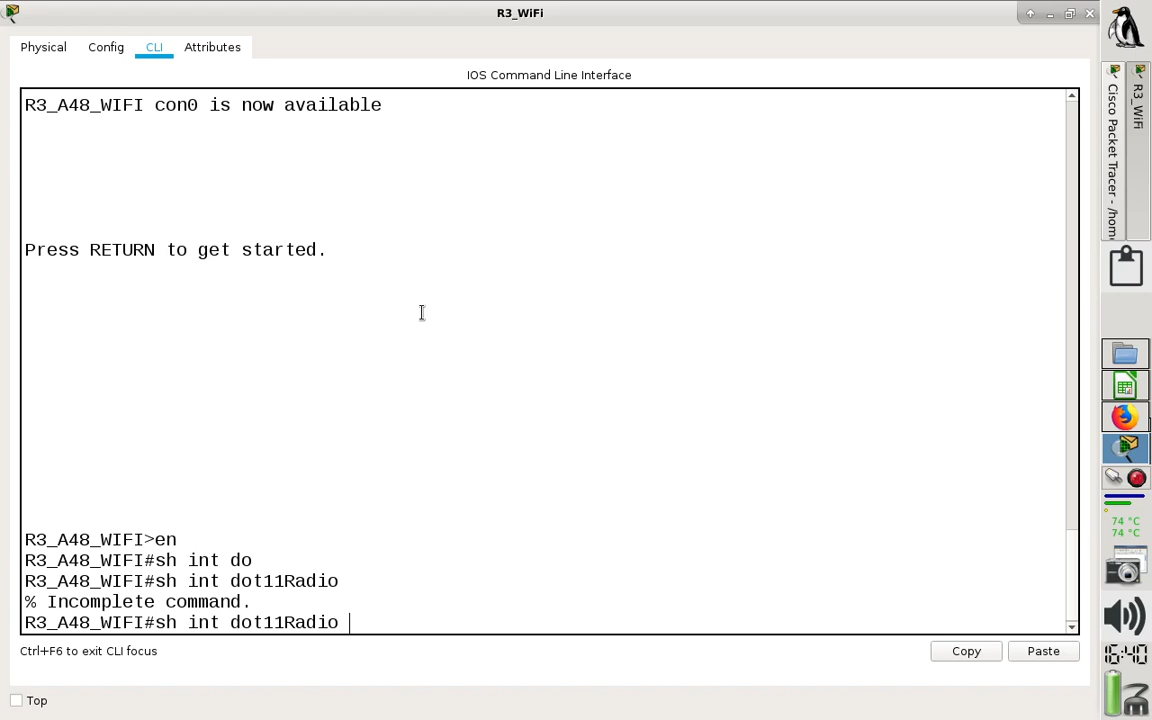 R3_WiFi
Physical
Config
CLI
Attributes
IOS Command Line Interface
R3_A48_WIFI con0 is now available
Press RETURN to get started.
R3_A48_WIFI>en
R3_A48_WIFI#sh int do
R3_A48_WIFI#sh int dot11Radio
% Incomplete command.
R3_A48_WIFI#sh int dot11Radio
Ctrl+F6 to exit CLI focus
Copy
Paste
Top
Cisco Packet Tracer - /hom
R3_WiFi
74 °C
74 °C
16:40